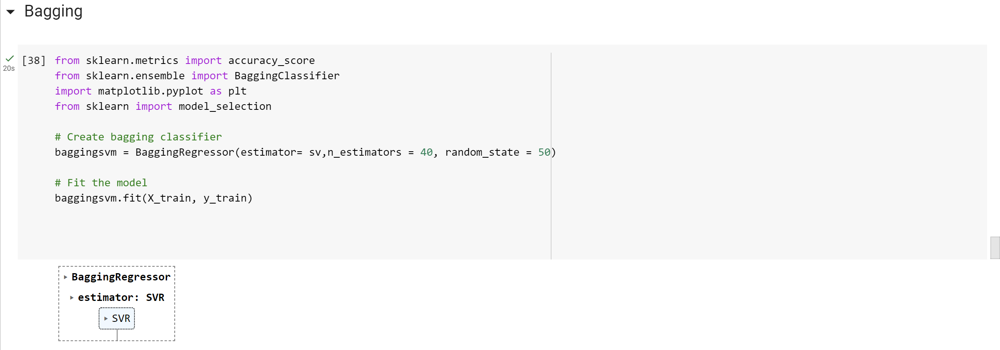 Bagging
[38] from sklearn.metrics import accuracy_score
20s
from sklearn.ensemble import BaggingClassifier
import matplotlib.pyplot as plt
from sklearn import model_selection
# Create bagging classifier
baggingsvm = BaggingRegressor(estimator= sv,n_estimators = 40, random_state = 50)
# Fit the model
baggingsvm.fit(X_train, y_train)
BaggingRegressor
estimator: SVR
SVR